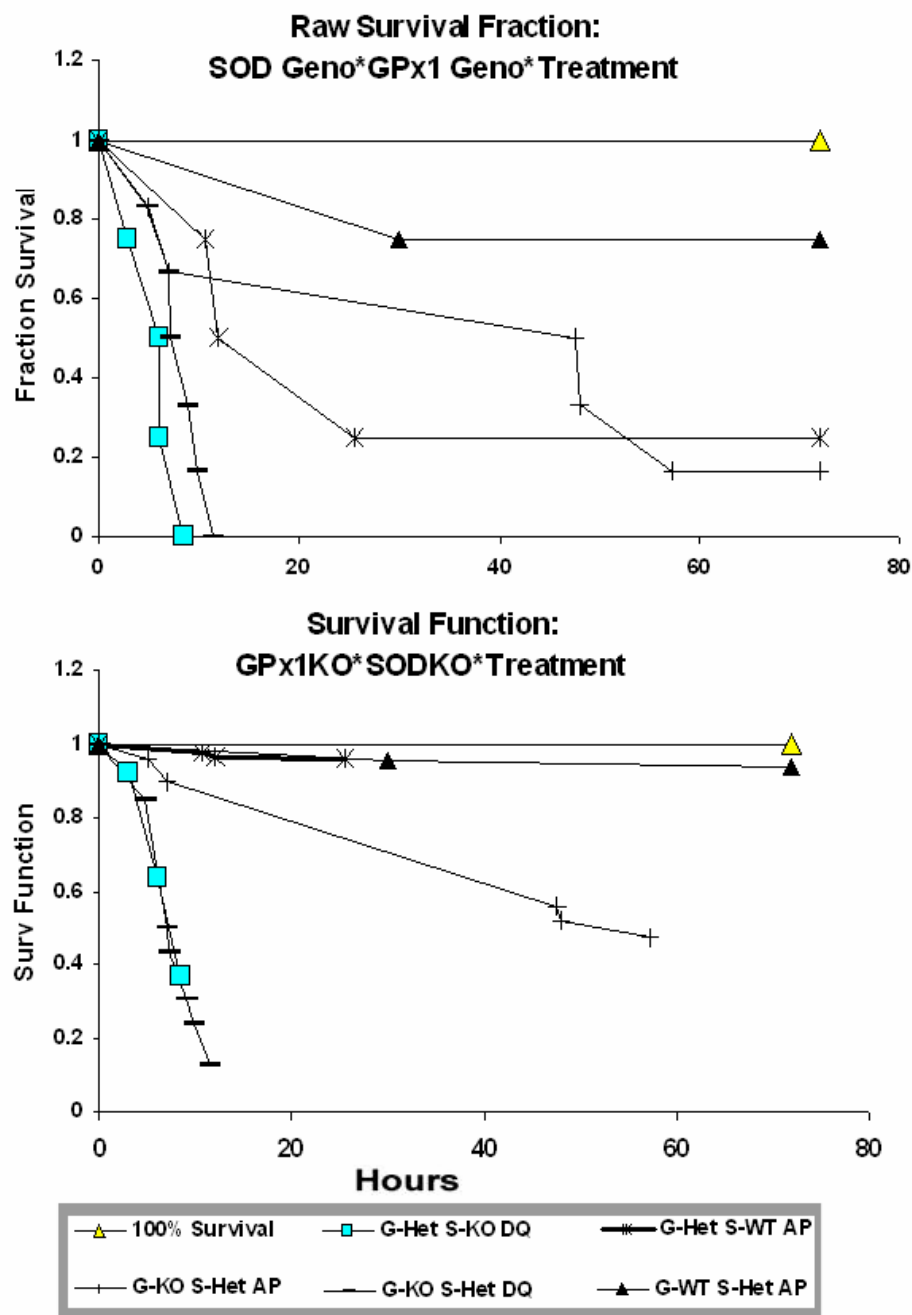 Raw Survival Fraction:
SOD Geno*GPx1 Geno*Treatment
1.2
1
0.8
0.6
0.4
0.2
0
Fraction Survival
0 20 40 60 80
Survival Function:
GPx1KO*SODKO*Treatment
1.2
1
0.8
0.6
0.4
0.2
0
Surv Function
0 20 40 60 80
Hours
100% Survival G-Het S-KO DQ G-Het S-WT AP
G-KO S-Het AP G-KO S-Het DQ G-WT S-Het AP